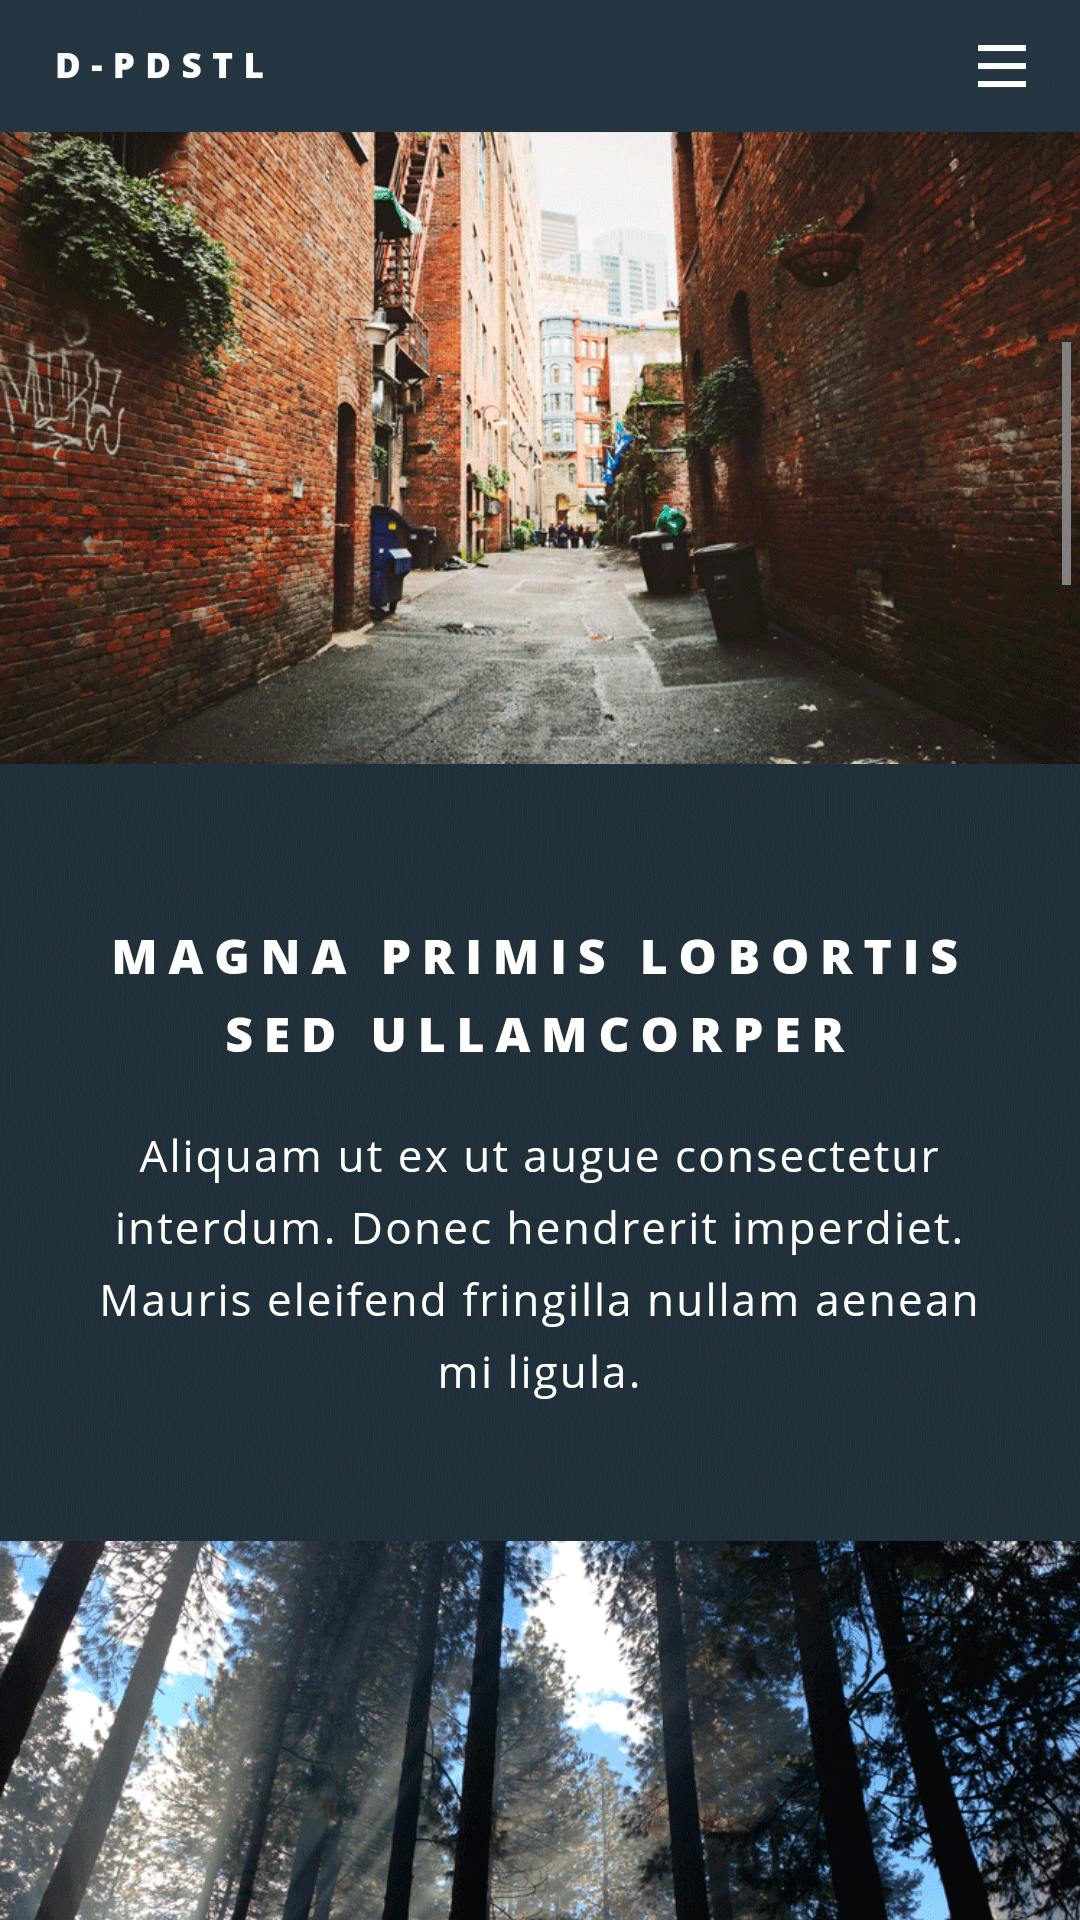 D-PDSTL
MAGNA PRIMIS LOBORTIS
SED ULLAMCORPER
Aliquam ut ex ut augue consectetur
interdum. Donec hendrerit imperdiet.
Mauris eleifend fringilla nullam aenean
mi ligula.